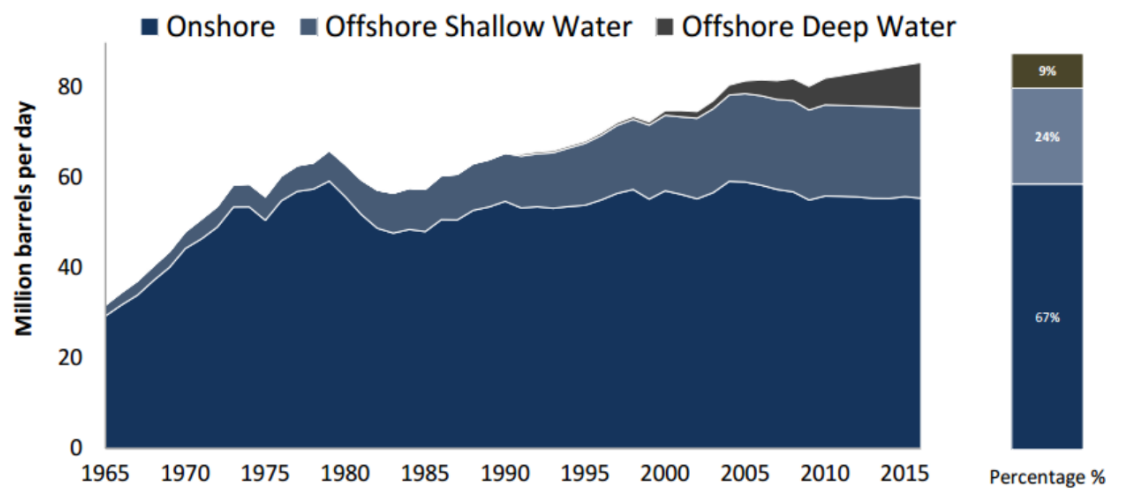 Onshore Offshore Shallow Water Offshore Deep Water
Million barrels per day
80
60
40
20
0
1965 1970 1975 1980 1985 1990 1995 2000 2005 2010 2015
9%
24%
67%
Percentage %